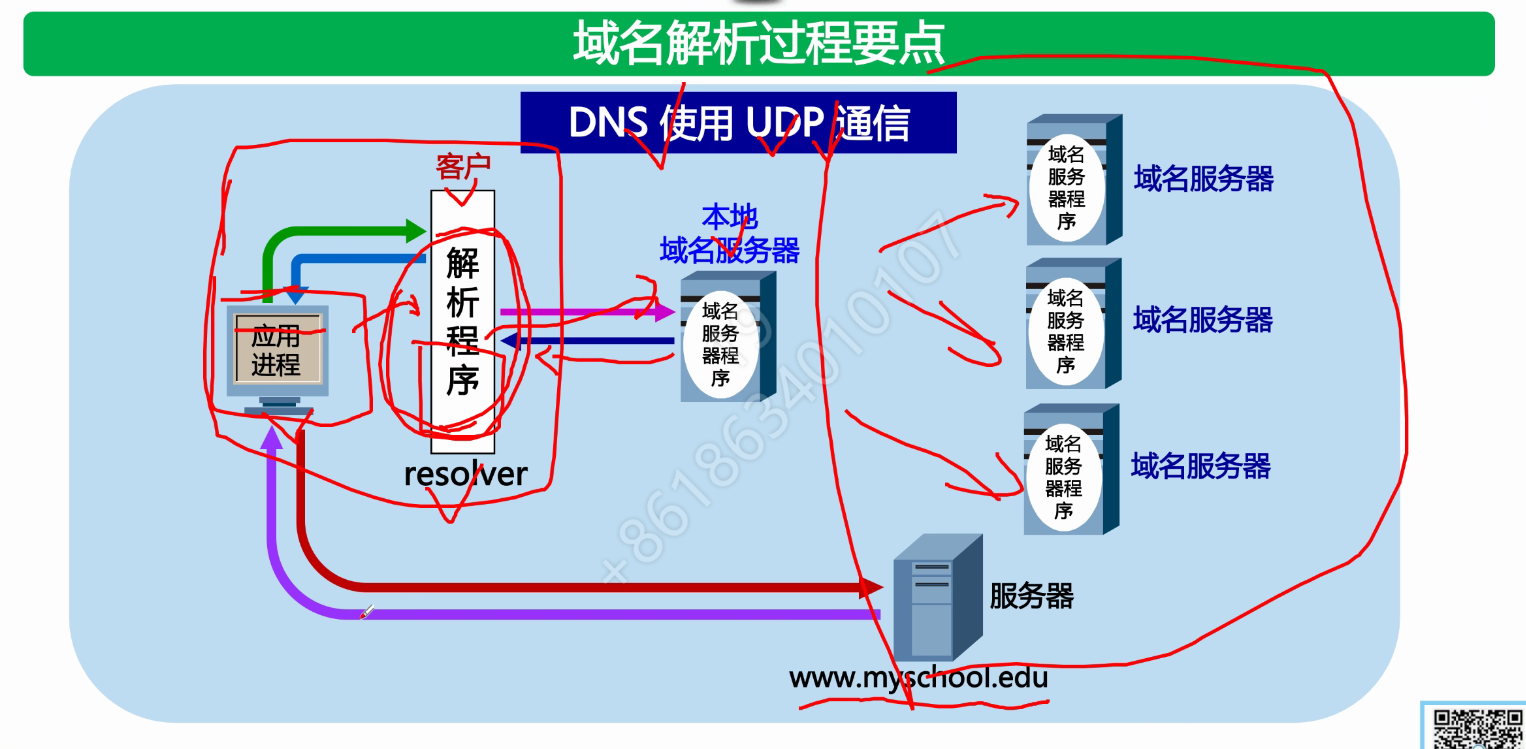 域名解析过程要点
DNS 使用 UDP 通信
客户
解析程序
resolver
应用
进程
本地
域名服务器
域名
服务
器程
序
域名
服务
器程
序
域名服务器
域名
服务
器程
序
域名服务器
域名
服务
器程
序
域名服务器
服务器
www.myschool.edu
+8618634010107